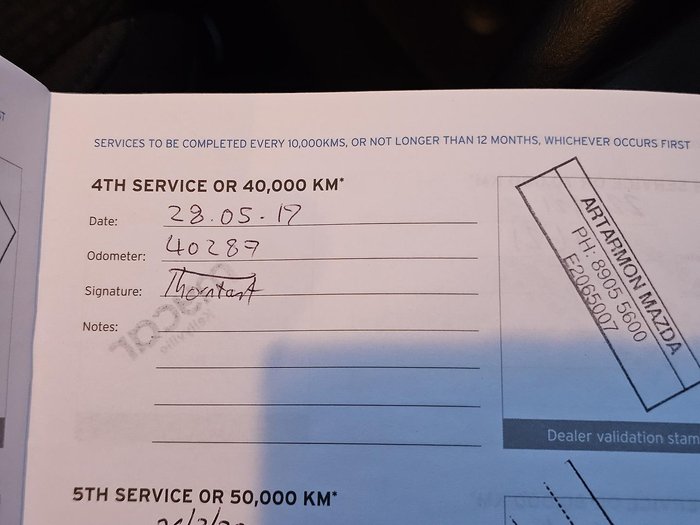 SERVICES TO BE COMPLETED EVERY 10,000KMS, OR NOT LONGER THAN 12 MONTHS, WHICHEVER OCCURS FIRST
4TH SERVICE OR 40,000 KM*
Date: 28.05.17
Odometer: 40287
Signature:
Notes:
ARTARMON MAZDA
PH: 8905 5600
F2065007
Dealer validation stam
5TH SERVICE OR 50,000 KM*